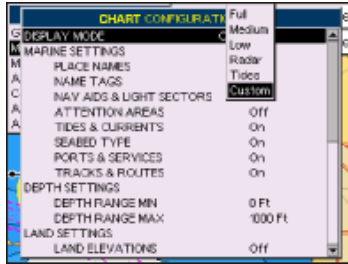 CHART CONFIGURATI
DISPLAY MODE
Full
Medium
Low
Radar
Tides
Custom
MARINE SETTINGS
PLACE NAMES
NAME TAGS
NAV AIDS & LIGHT SECTORS
ATTENTION AREAS Off
TIDES & CURRENTS On
SEABED TYPE On
PORTS & SERVICES On
TRACKS & ROUTES On
DEPTH SETTINGS
DEPTH RANGE MIN 0 Ft
DEPTH RANGE MAX 1000 Ft
LAND SETTINGS
LAND ELEVATIONS Off